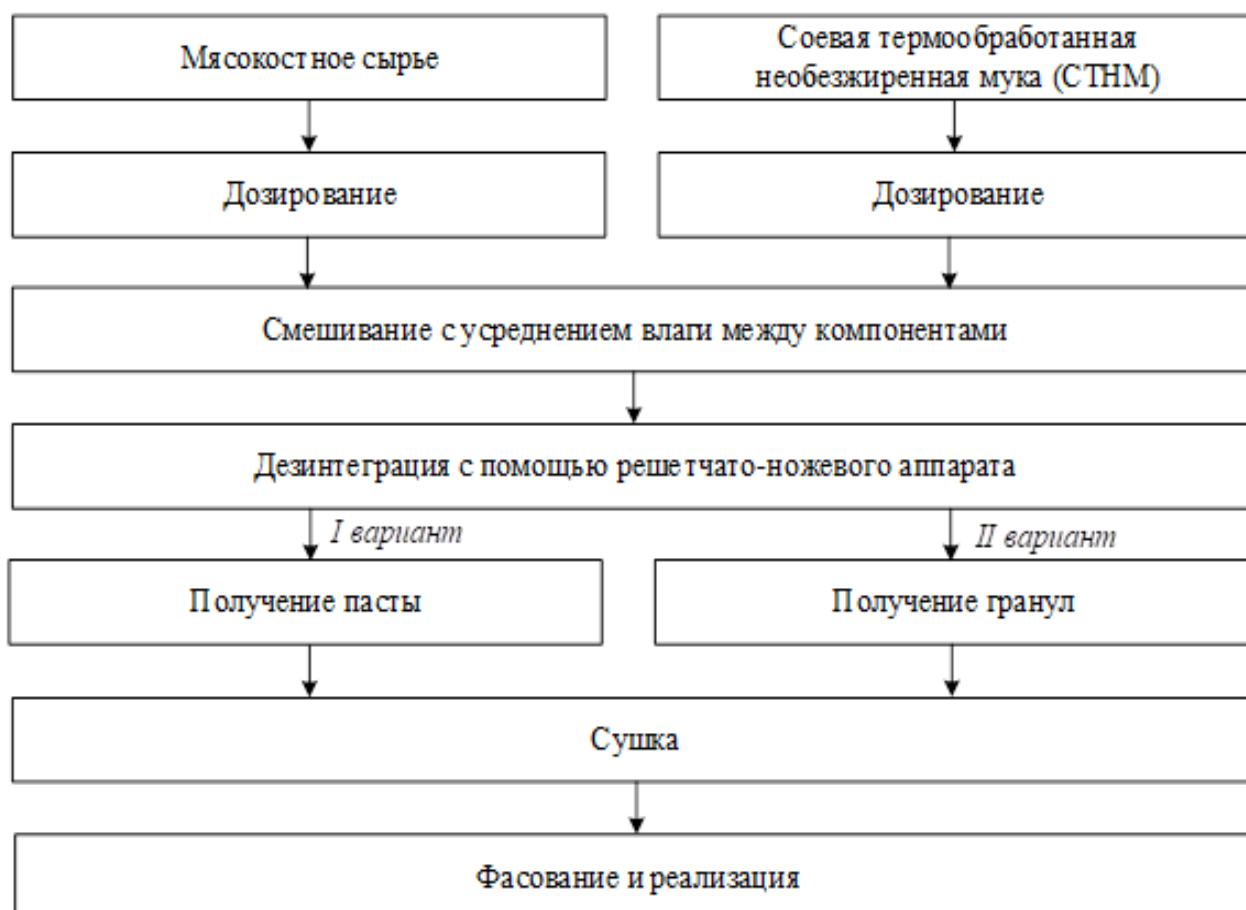 Мясокостное сырье
Соевая термообработанная
необезжиренная мука (СТНМ)
Дозирование
Дозирование
Смешивание с усреднением влаги между компонентами
Дезинтеграция с помощью решетчато-ножевого аппарата
I вариант
II вариант
Получение пасты
Получение гранул
Сушка
Фасование и реализация